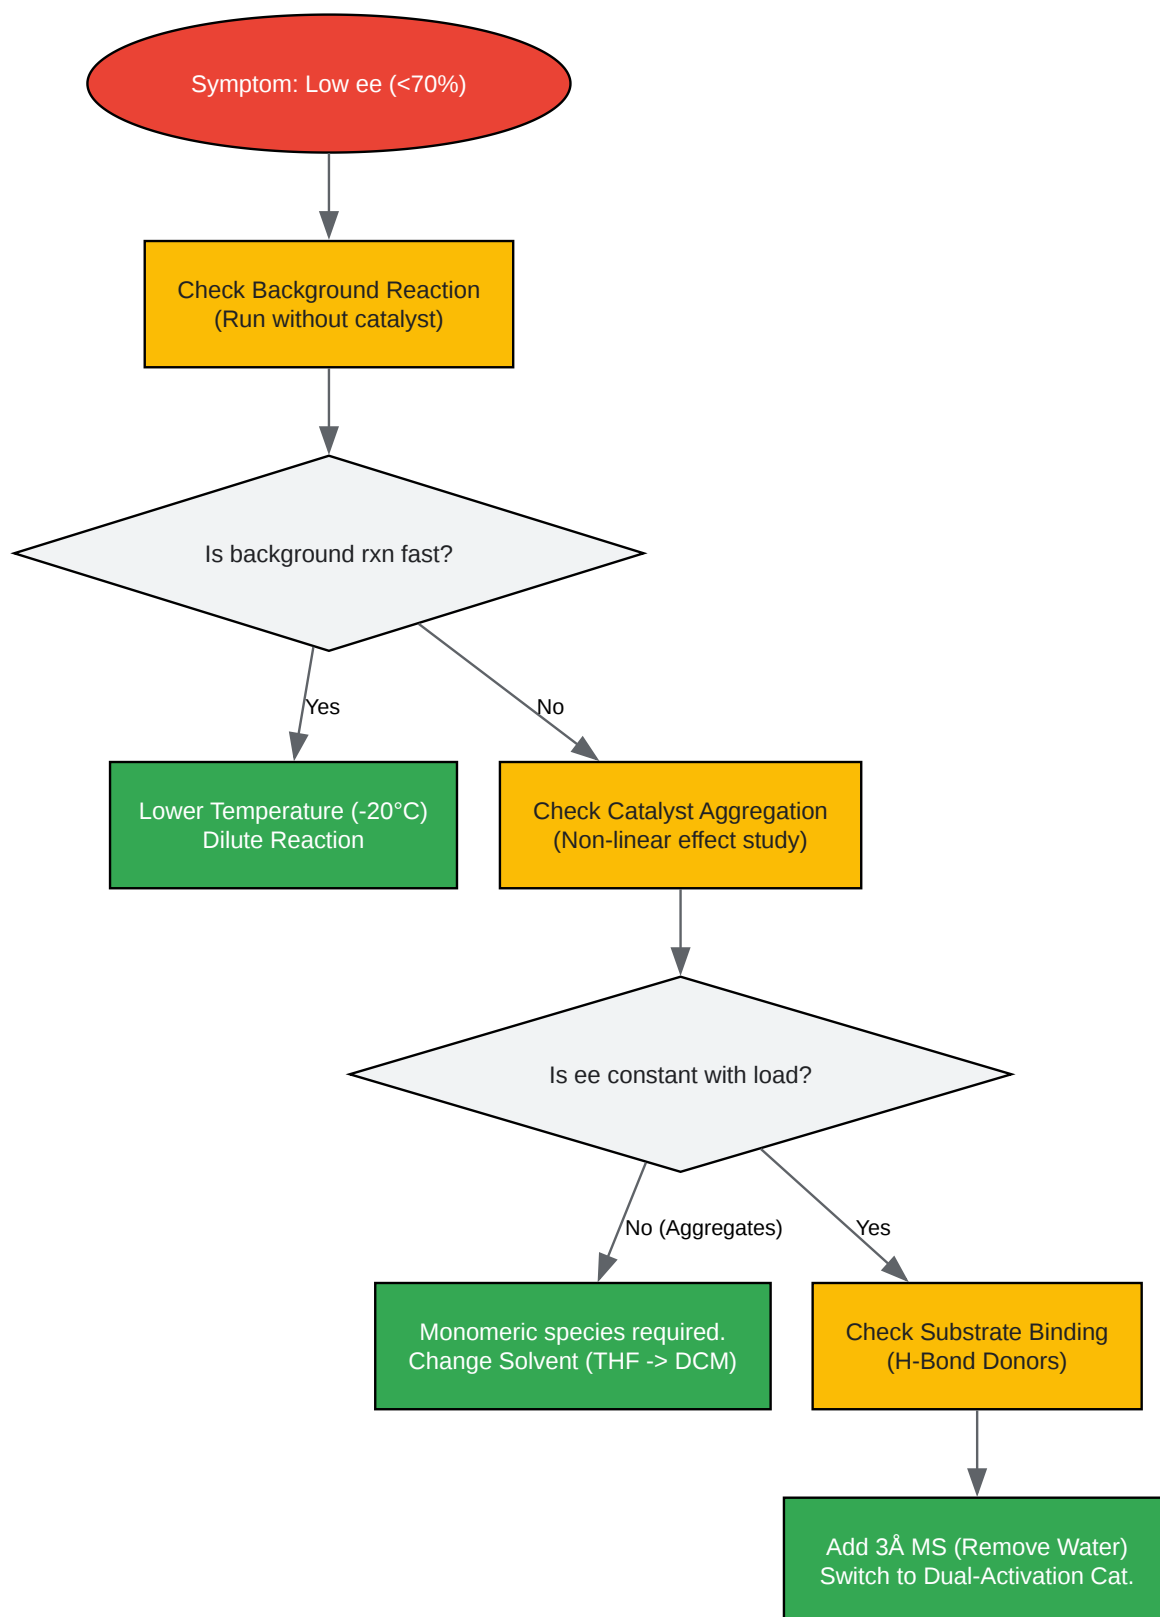 Symptom: Low ee (<70%)
Check Background Reaction
(Run without catalyst)
Is background rxn fast?
Yes
No
Lower Temperature (-20°C)
Dilute Reaction
Check Catalyst Aggregation
(Non-linear effect study)
Is ee constant with load?
No (Aggregates)
Yes
Monomeric species required.
Change Solvent (THF -> DCM)
Check Substrate Binding
(H-Bond Donors)
Add 3Å MS (Remove Water)
Switch to Dual-Activation Cat.